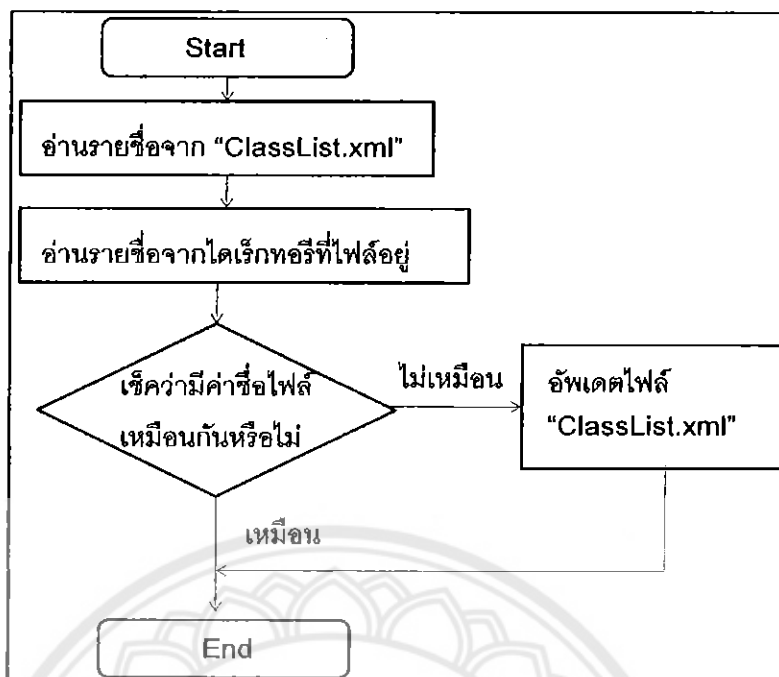 Start
อ่านรายชื่อจาก “ClassList.xml”
อ่านรายชื่อจากไดเร็กทอรีที่ไฟล์อยู่
เช็คว่ามีค่าชื่อไฟล์
เหมือนกันหรือไม่
ไม่เหมือน
อัพเดตไฟล์
“ClassList.xml”
เหมือน
End